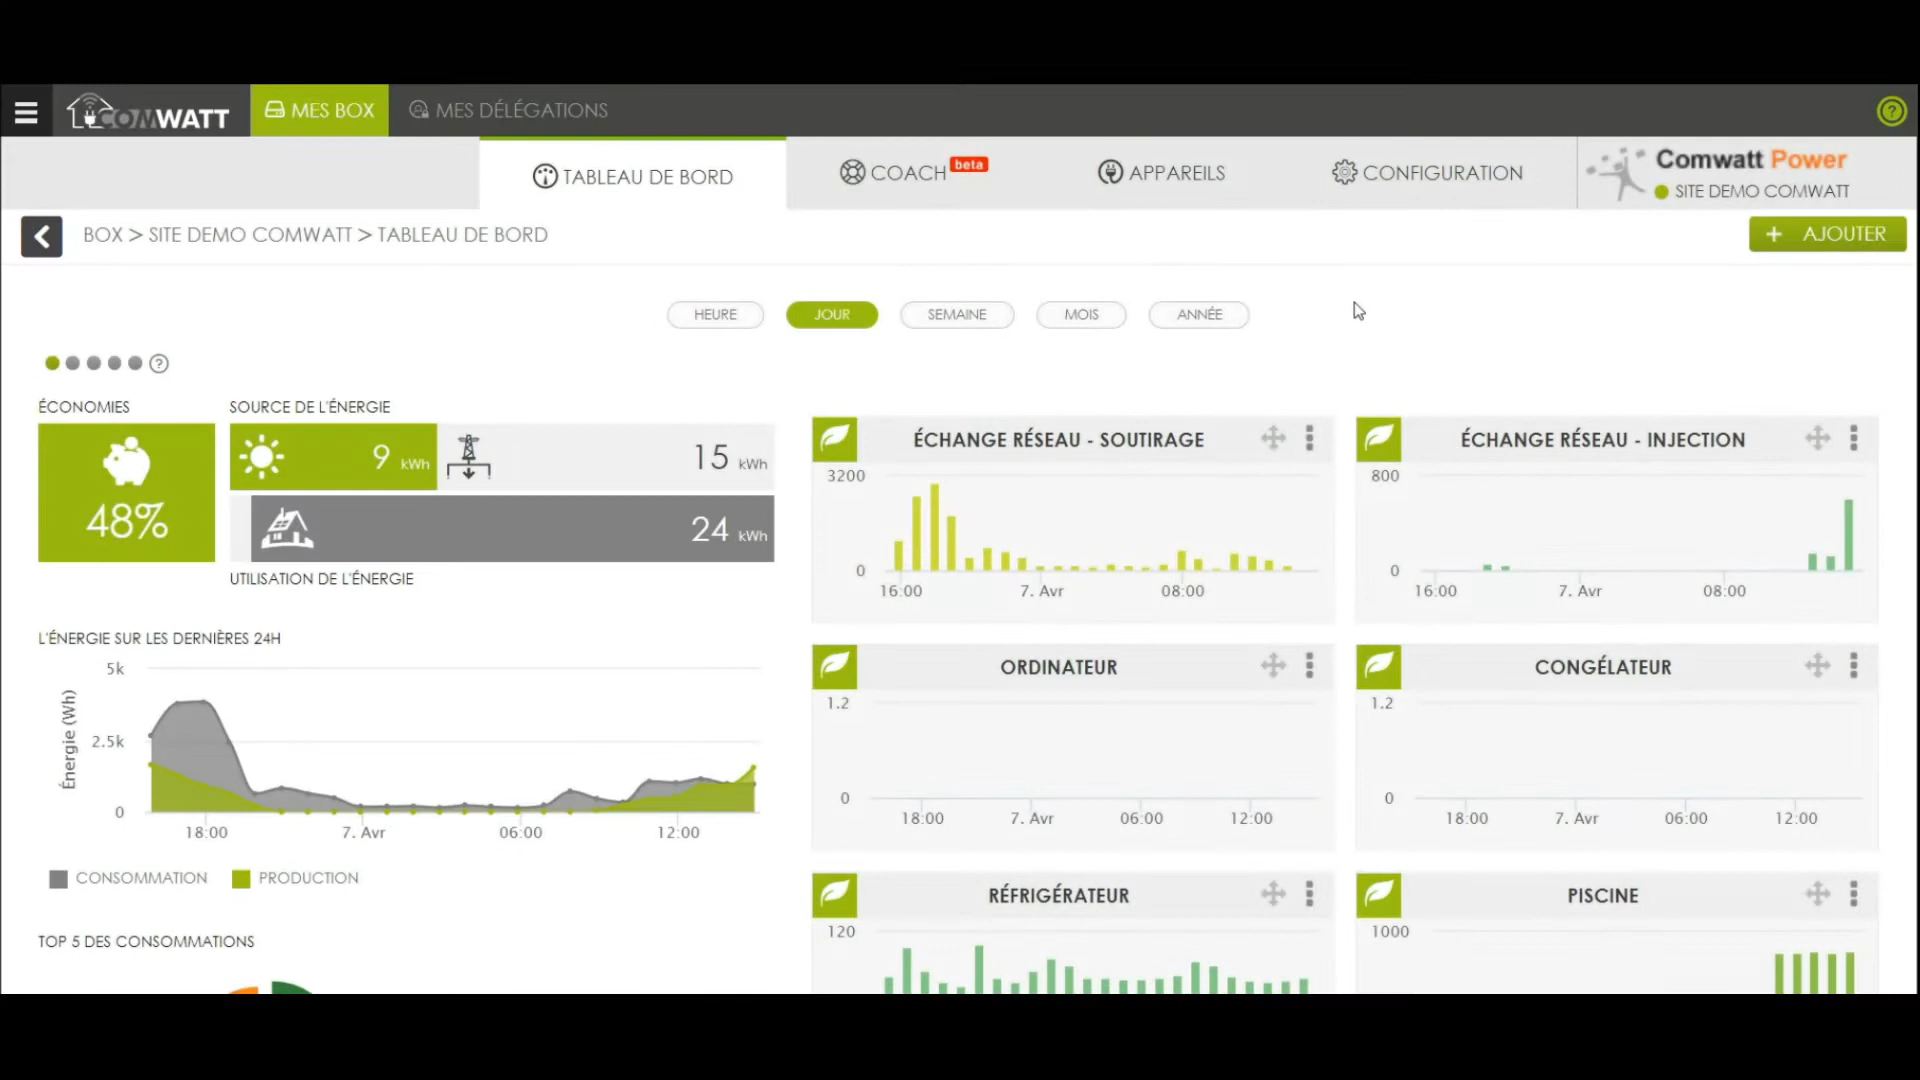 COMWATT
MES BOX
MES DÉLÉGATIONS
?
TABLEAU DE BORD
COACH beta
APPAREILS
CONFIGURATION
Comwatt Power
SITE DEMO COMWATT
BOX > SITE DEMO COMWATT > TABLEAU DE BORD
+ AJOUTER
HEURE
JOUR
SEMAINE
MOIS
ANNÉE
?
ÉCONOMIES
48%
SOURCE DE L'ÉNERGIE
9 kWh
15 kWh
24 kWh
UTILISATION DE L'ÉNERGIE
L'ÉNERGIE SUR LES DERNIÈRES 24H
Énergie (Wh)
5k
2.5k
0
18:00
7. Avr
06:00
12:00
CONSOMMATION
PRODUCTION
TOP 5 DES CONSOMMATIONS
ÉCHANGE RÉSEAU - SOUTIRAGE
3200
0
16:00
7. Avr
08:00
ÉCHANGE RÉSEAU - INJECTION
800
0
16:00
7. Avr
08:00
ORDINATEUR
1.2
0
18:00
7. Avr
06:00
12:00
CONGÉLATEUR
1.2
0
18:00
7. Avr
06:00
12:00
RÉFRIGÉRATEUR
120
PISCINE
1000